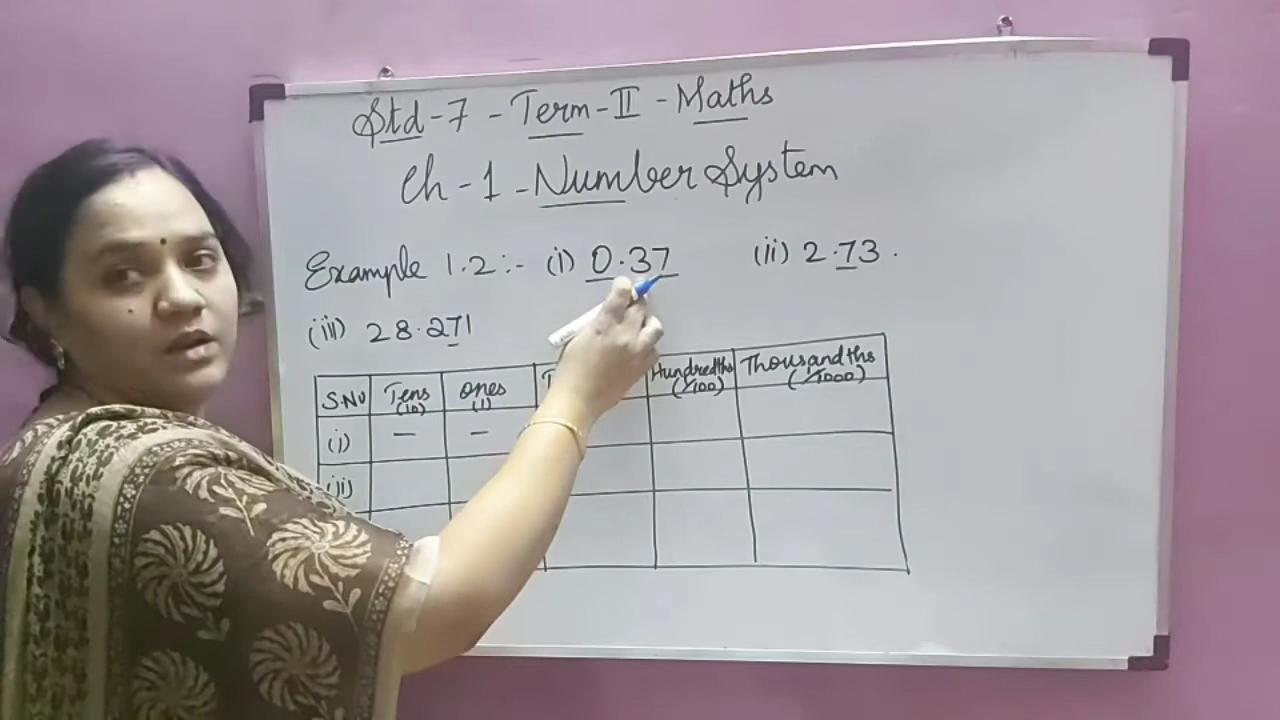 Std-7 - Term-II - Maths
Ch-1 - Number System
Example 1.2:- (i) 0.37 (ii) 2.73.
(iii) 28.271
S.No Tens (10) Ones (1) Hundredths (1/100) Thousandths (1/1000)
(i) — —
(ii)